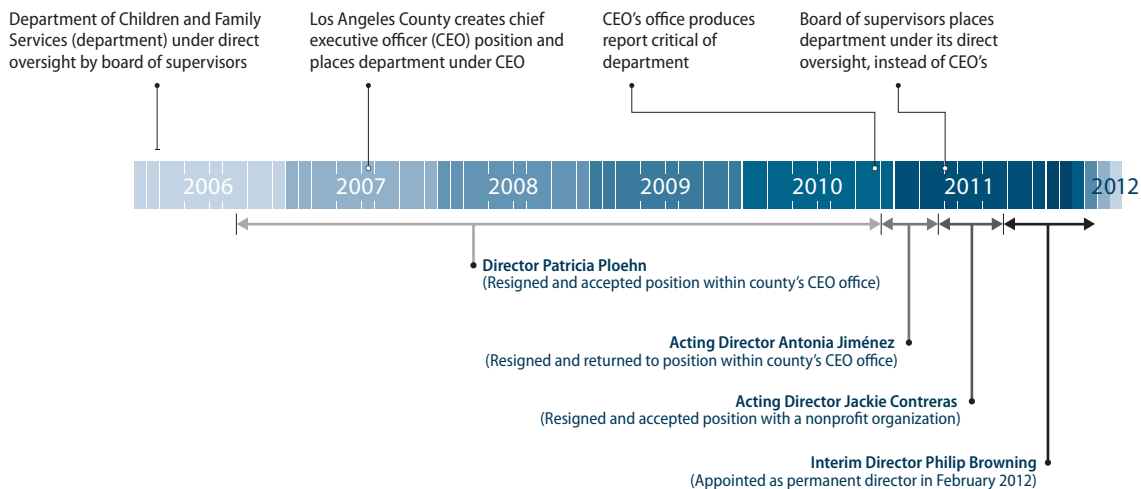 Department of Children and Family
Services (department) under direct
oversight by board of supervisors
Los Angeles County creates chief
executive officer (CEO) position and
places department under CEO
CEO’s office produces
report critical of
department
Board of supervisors places
department under its direct
oversight, instead of CEO’s
2006
2007
2008
2009
2010
2011
2012
Director Patricia Ploehn
(Resigned and accepted position within county’s CEO office)
Acting Director Antonia Jiménez
(Resigned and returned to position within county’s CEO office)
Acting Director Jackie Contreras
(Resigned and accepted position with a nonprofit organization)
Interim Director Philip Browning
(Appointed as permanent director in February 2012)